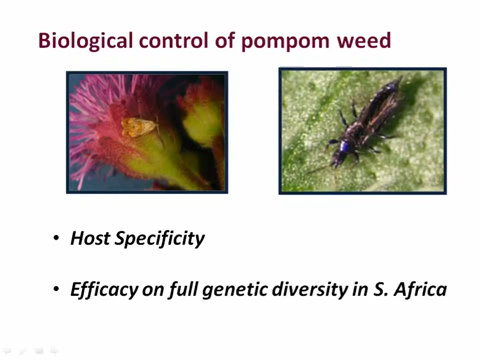 Biological control of pompom weed
• Host Specificity
• Efficacy on full genetic diversity in S. Africa